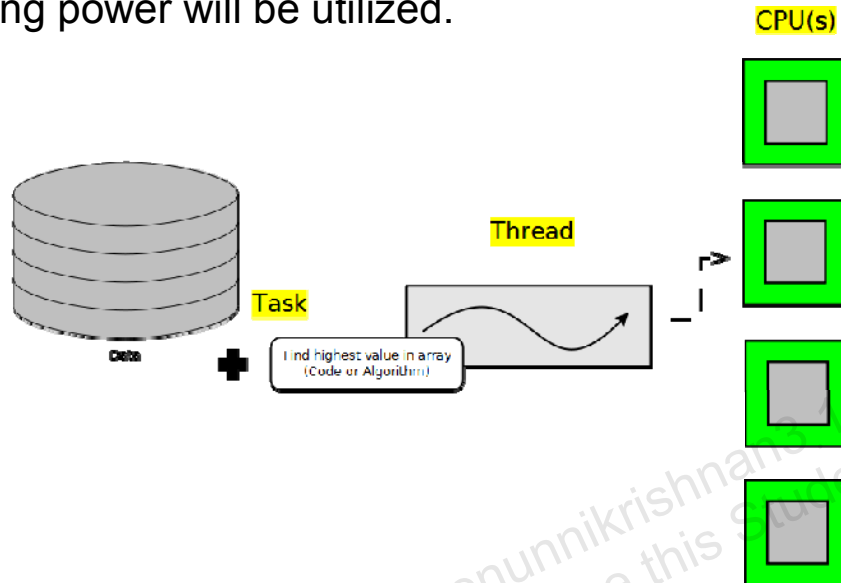 ng power will be utilized.
CPU(s)
Thread
Task
Data
Find highest value in array
(Code or Algorithm)